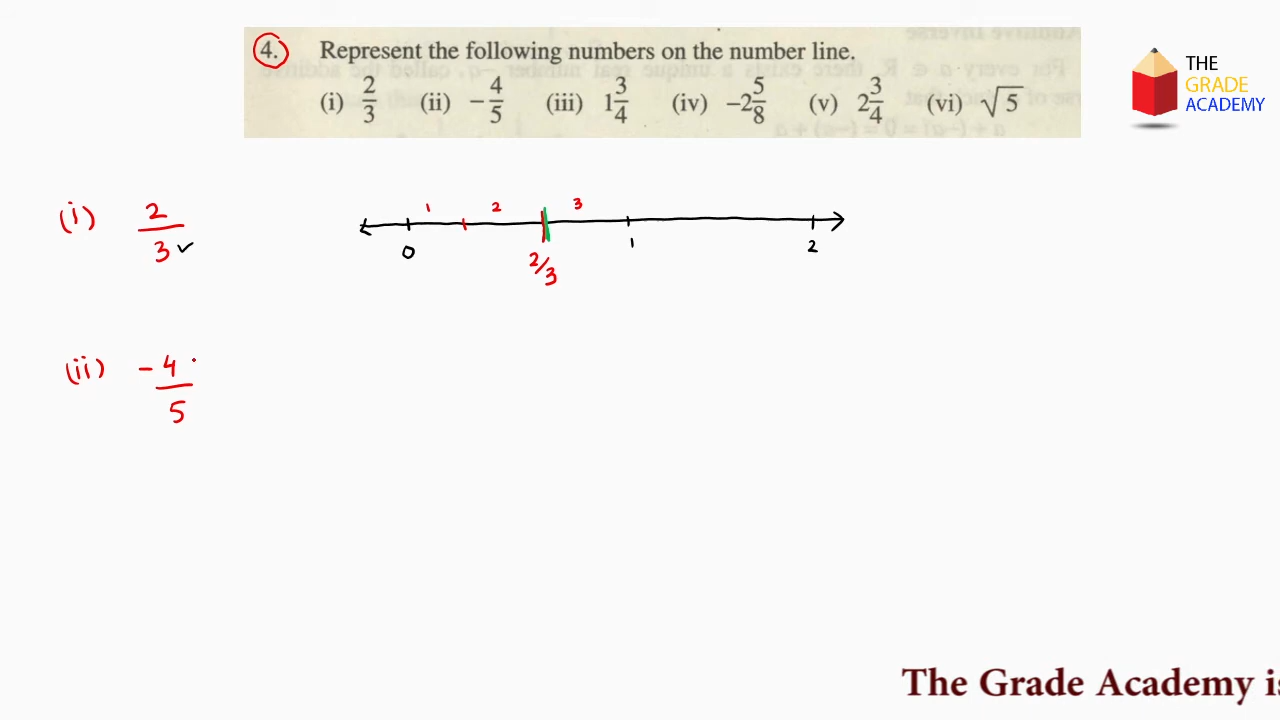 4. Represent the following numbers on the number line.
(i) 2/3 (ii) −4/5 (iii) 1 3/4 (iv) −2 5/8 (v) 2 3/4 (vi) √5
THE
GRADE
ACADEMY
(i) 2/3 ✓
1 2 3
0 2/3 1 2
(ii) -4/5
The Grade Academy is